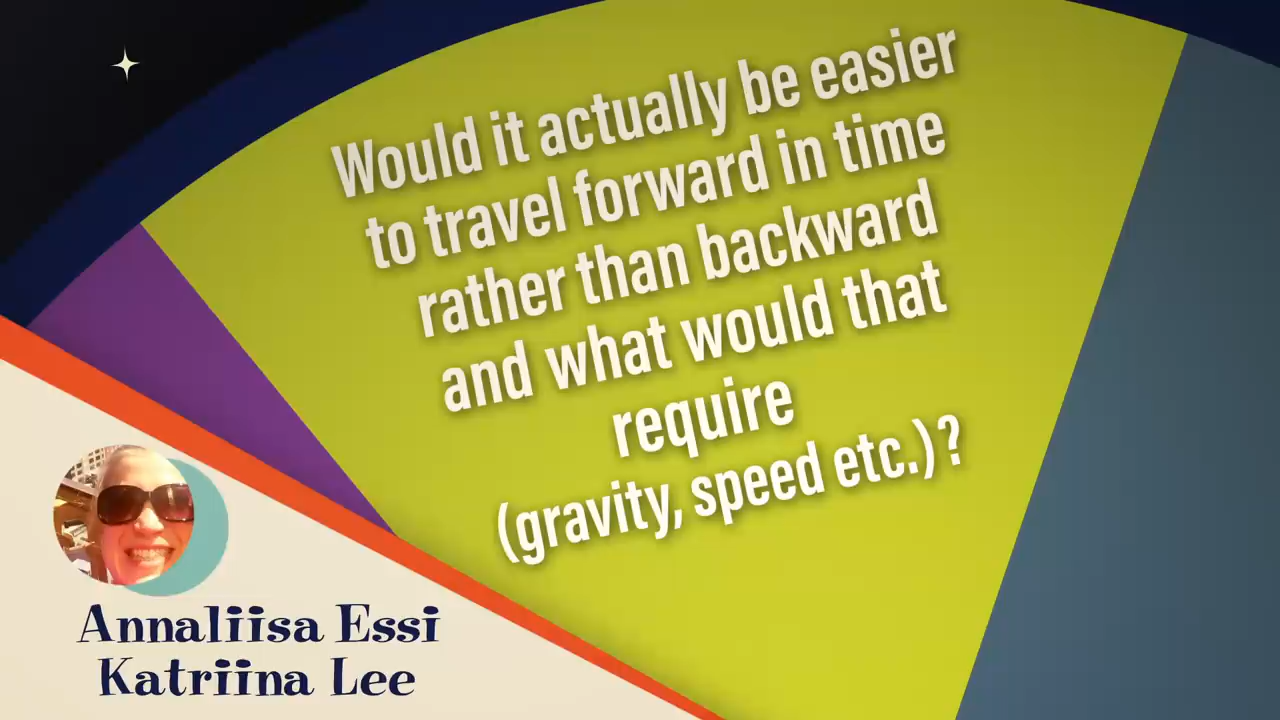 Would it actually be easier
to travel forward in time
rather than backward
and what would that
require
(gravity, speed etc.)?
Annaliisa Essi
Katriina Lee